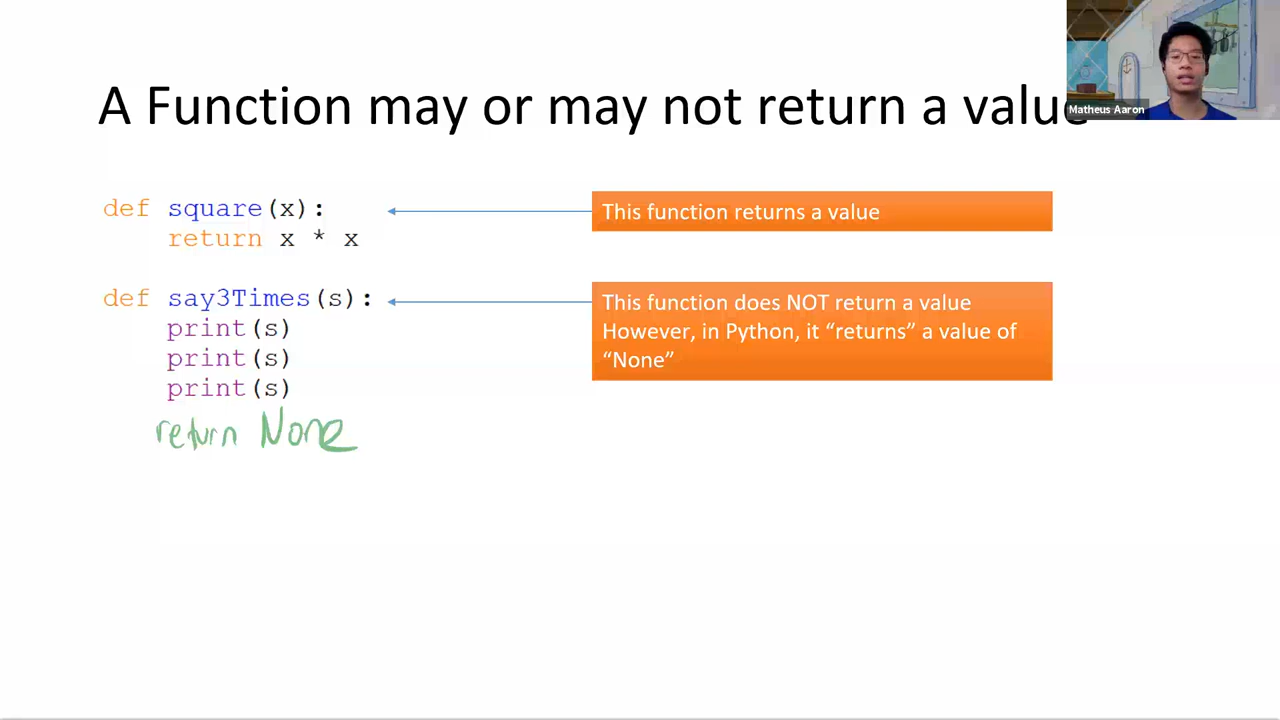 A Function may or may not return a value
Matheus Aaron
def square(x):
return x * x
This function returns a value
def say3Times(s):
print(s)
print(s)
print(s)
return None
This function does NOT return a value
However, in Python, it “returns” a value of
“None”